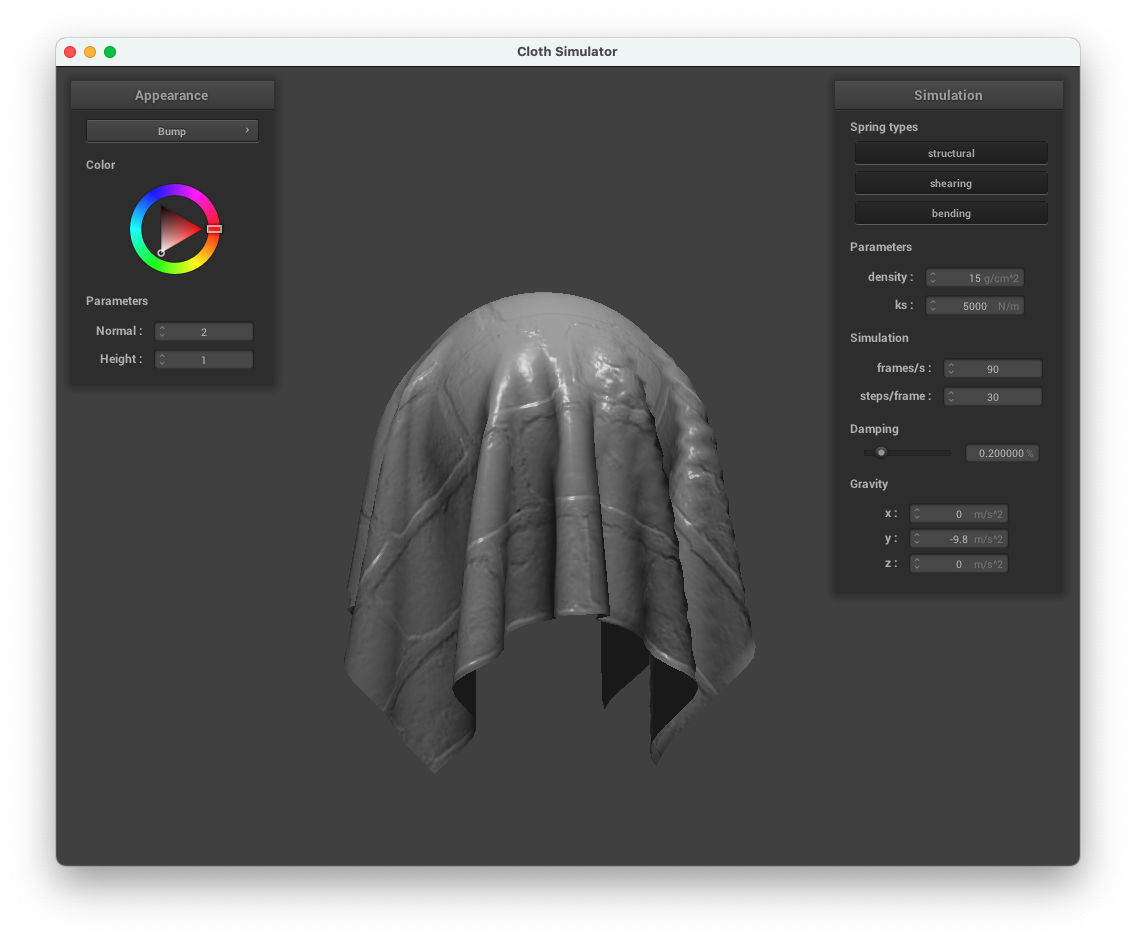 Cloth Simulator
Appearance
Bump
Color
Parameters
Normal : 2
Height : 1
Simulation
Spring types
structural
shearing
bending
Parameters
density : 15 g/cm^2
ks : 5000 N/m
Simulation
frames/s : 90
steps/frame : 30
Damping
0.200000 %
Gravity
x : 0 m/s^2
y : -9.8 m/s^2
z : 0 m/s^2